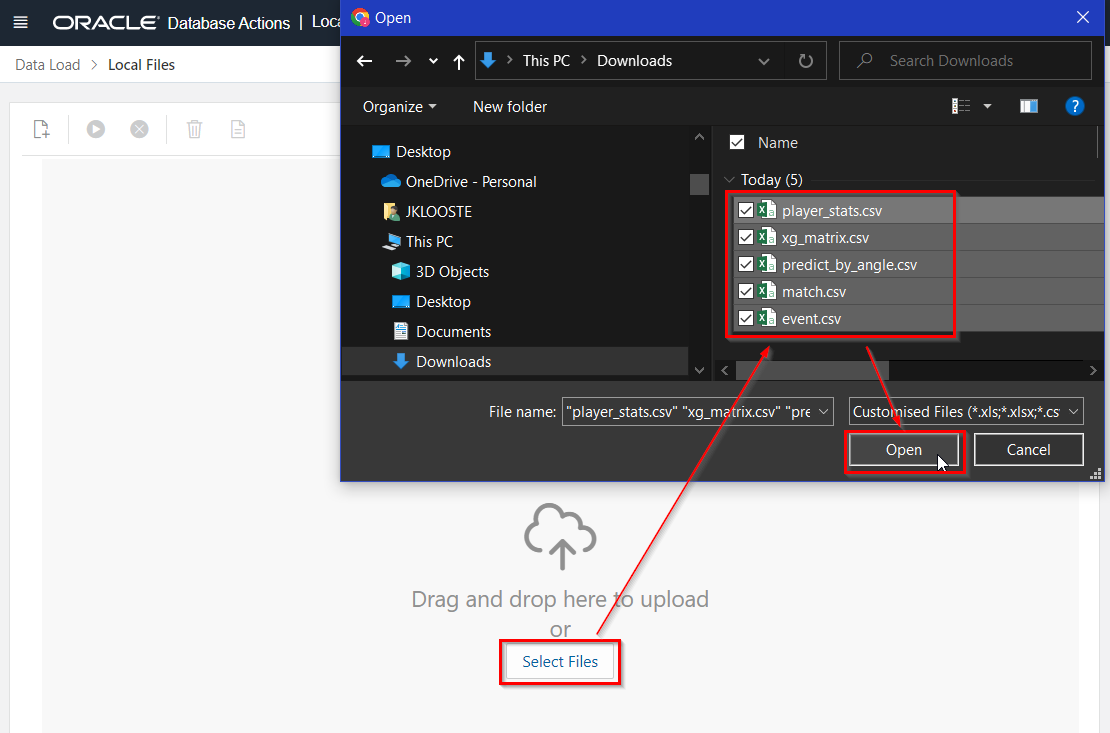 ORACLE Database Actions | Loca
Data Load > Local Files
Open
This PC > Downloads
Search Downloads
Organize
New folder
?
Desktop
OneDrive - Personal
JKLOOSTE
This PC
3D Objects
Desktop
Documents
Downloads
Name
Today (5)
player_stats.csv
xg_matrix.csv
predict_by_angle.csv
match.csv
event.csv
File name:
"player_stats.csv" "xg_matrix.csv" "pre
Customised Files (*.xls;*.xlsx;*.cs
Open
Cancel
Drag and drop here to upload
or
Select Files